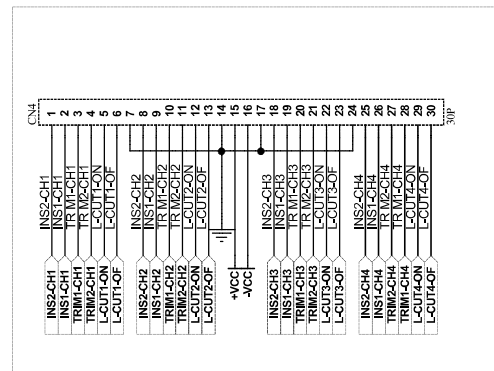 CN4
1 2 3 4 5 6 7 8 9 10 11 12 13 14 15 16 17 18 19 20 21 22 23 24 25 26 27 28 29 30
30P
INS2-CH1
INS1-CH1
TR M1-CH1
TR M2-CH1
L-CUT1-ON
L-CUT1-OF
INS2-CH2
INS1-CH2
TR M1-CH2
TR M2-CH2
L-CUT2-ON
L-CUT2-OF
INS2-CH3
INS1-CH3
TR M1-CH3
TR M2-CH3
L-CUT3-ON
L-CUT3-OF
INS2-CH4
INS1-CH4
TR M1-CH4
TR M2-CH4
L-CUT4-ON
L-CUT4-OF
INS2-CH1
INS1-CH1
TRIM1-CH1
TRIM2-CH1
L-CUT1-ON
L-CUT1-OF
INS2-CH2
INS1-CH2
TRIM1-CH2
TRIM2-CH2
L-CUT2-ON
L-CUT2-OF
+VCC
-VCC
INS2-CH3
INS1-CH3
TRIM1-CH3
TRIM2-CH3
L-CUT3-ON
L-CUT3-OF
INS2-CH4
INS1-CH4
TRIM2-CH4
TRIM1-CH4
L-CUT4-ON
L-CUT4-OF